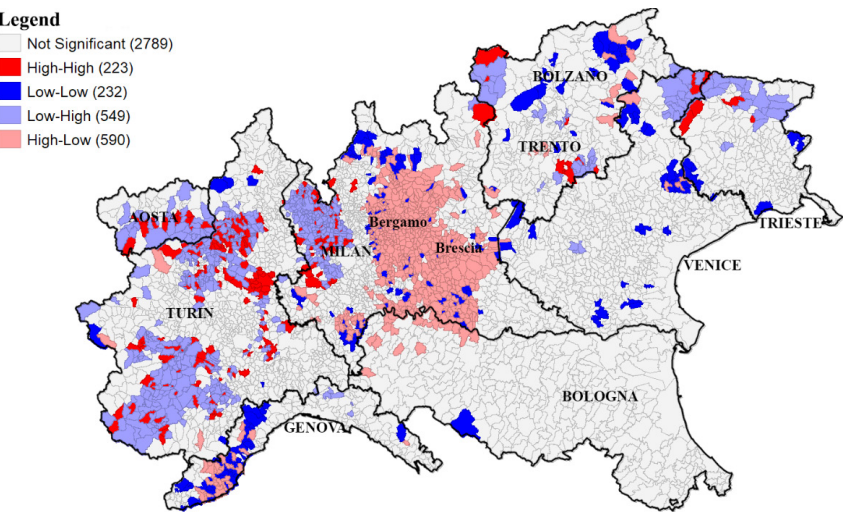 Legend
Not Significant (2789)
High-High (223)
Low-Low (232)
Low-High (549)
High-Low (590)
BOLZANO
TRENTO
AOSTA
Bergamo
TRIESTE
MILAN
Brescia
VENICE
TURIN
BOLOGNA
GENOVA